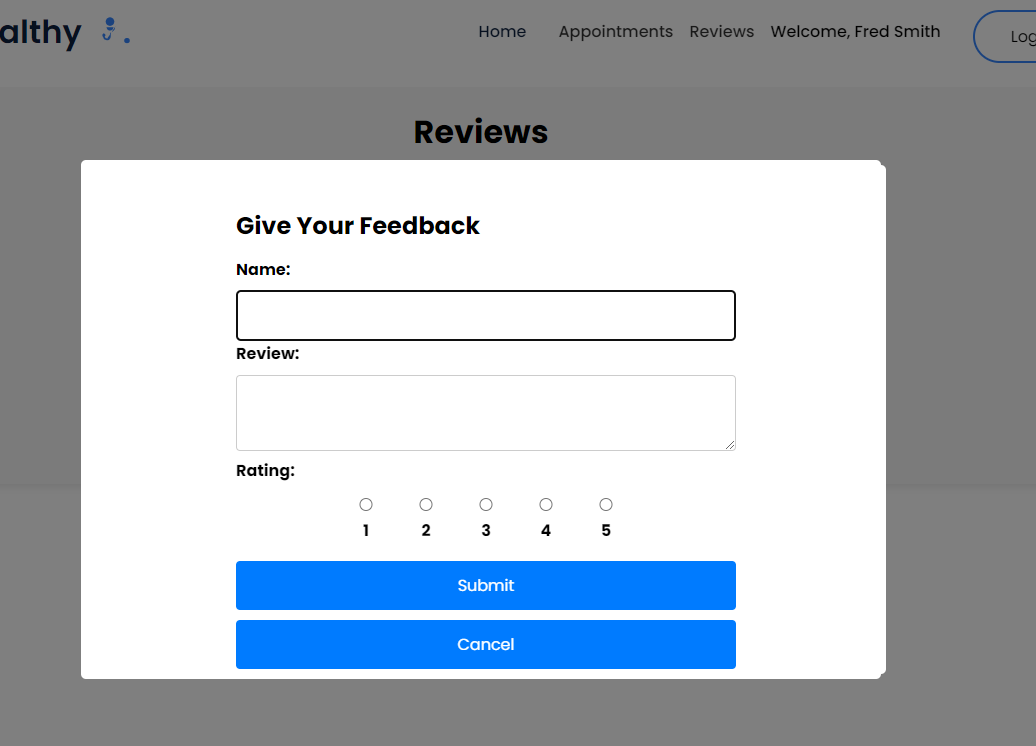 althy
Home Appointments Reviews Welcome, Fred Smith Log
Reviews
Give Your Feedback
Name:
Review:
Rating:
1 2 3 4 5
Submit
Cancel